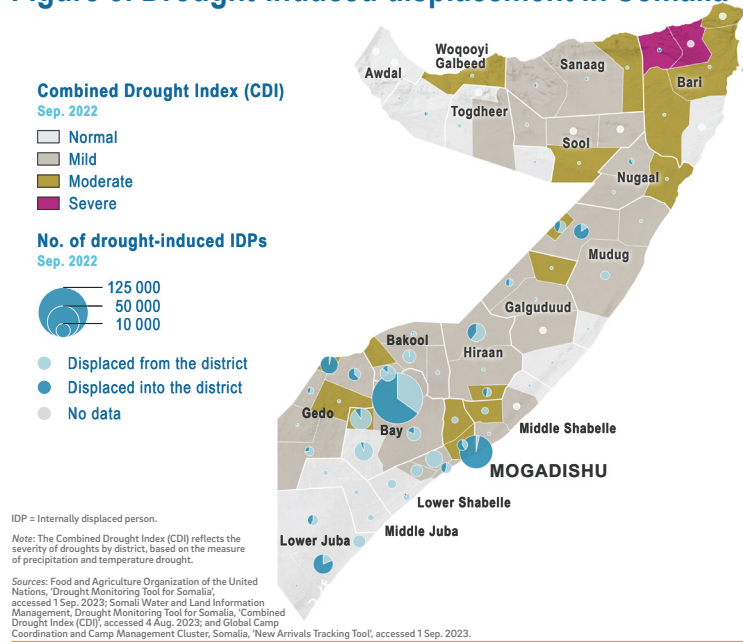 Figure 6. Drought-induced displacement in Somalia
Combined Drought Index (CDI)
Sep. 2022
Normal
Mild
Moderate
Severe
No. of drought-induced IDPs
Sep. 2022
125 000
50 000
10 000
Displaced from the district
Displaced into the district
No data
Awdal
Woqooyi
Galbeed
Togdheer
Sanaag
Sool
Bari
Nugaal
Mudug
Galguduud
Bakool
Hiraan
Gedo
Bay
Middle Shabelle
MOGADISHU
Lower Shabelle
Middle Juba
Lower Juba
IDP = Internally displaced person.
Note: The Combined Drought Index (CDI) reflects the
severity of droughts by district, based on the measure
of precipitation and temperature drought.
Sources: Food and Agriculture Organization of the United
Nations, ‘Drought Monitoring Tool for Somalia’,
accessed 1 Sep. 2023; Somali Water and Land Information
Management, Drought Monitoring Tool for Somalia, ‘Combined
Drought Index (CDI)’, accessed 4 Aug. 2023; and Global Camp
Coordination and Camp Management Cluster, Somalia, ‘New Arrivals Tracking Tool’, accessed 1 Sep. 2023.